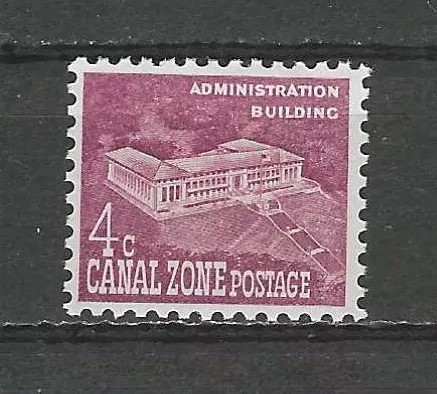 ADMINISTRATION
BUILDING
4c
CANAL ZONE POSTAGE